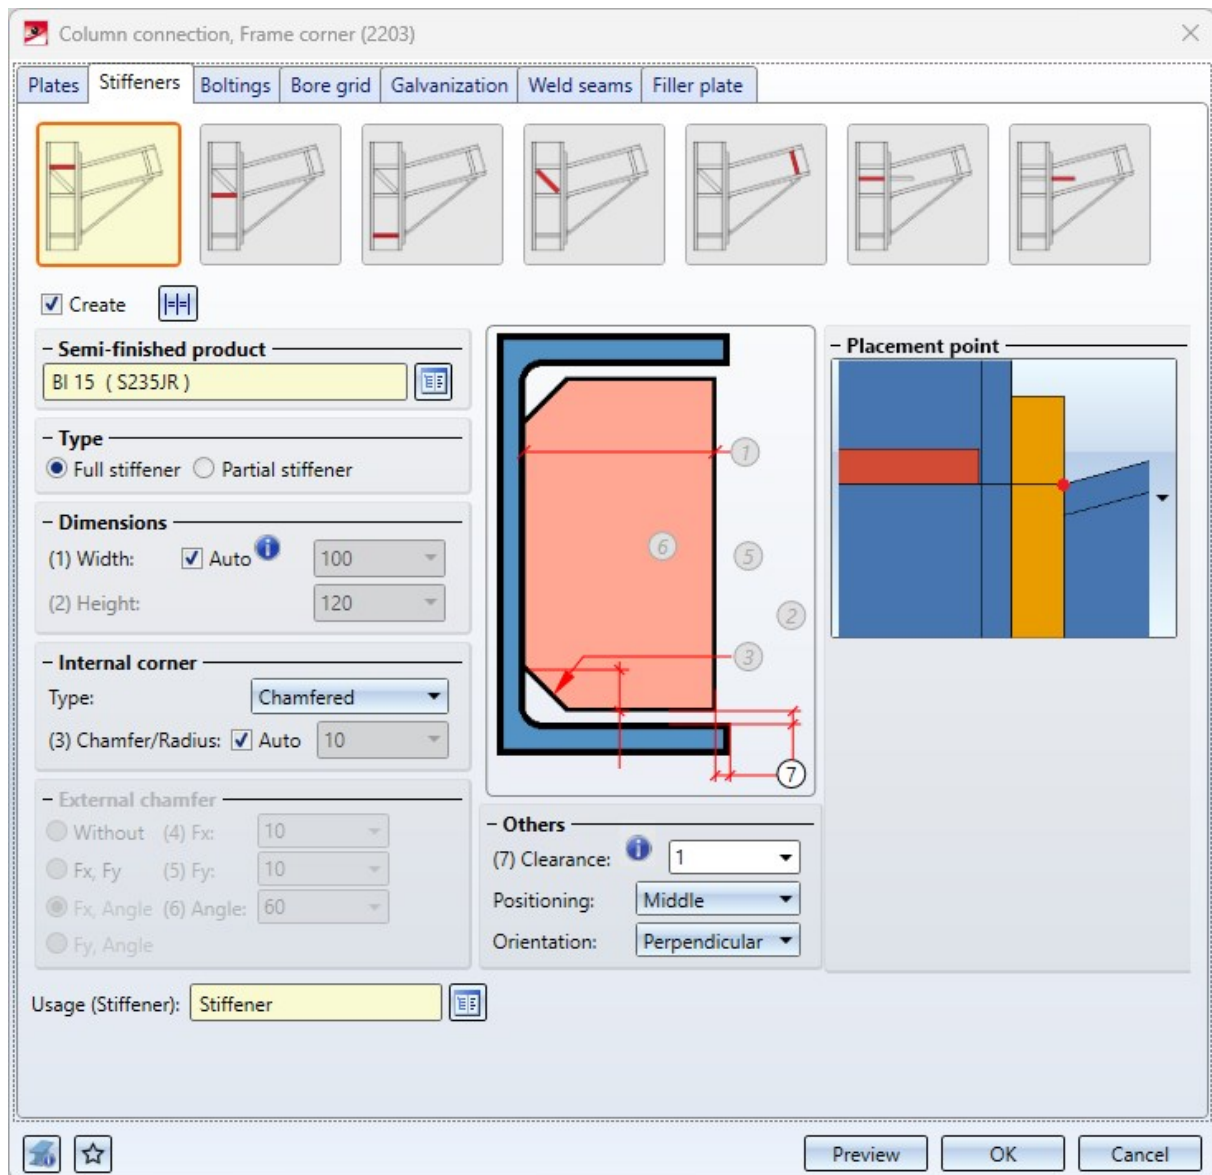 Column connection, Frame corner (2203)
Plates Stiffeners Boltings Bore grid Galvanization Weld seams Filler plate
Create
Semi-finished product
Bl 15 ( S235JR )
Type
Full stiffener Partial stiffener
Dimensions
(1) Width: Auto 100
(2) Height: 120
Internal corner
Type: Chamfered
(3) Chamfer/Radius: Auto 10
External chamfer
Without (4) Fx: 10
Fx, Fy (5) Fy: 10
Fx, Angle (6) Angle: 60
Fy, Angle
1
6
5
2
3
7
Others
(7) Clearance: 1
Positioning: Middle
Orientation: Perpendicular
Placement point
Usage (Stiffener): Stiffener
Preview OK Cancel